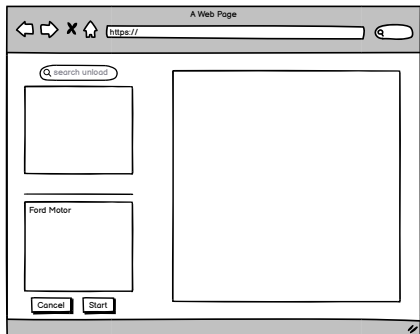 A Web Page
https://
search unload
Ford Motor
Cancel
Start